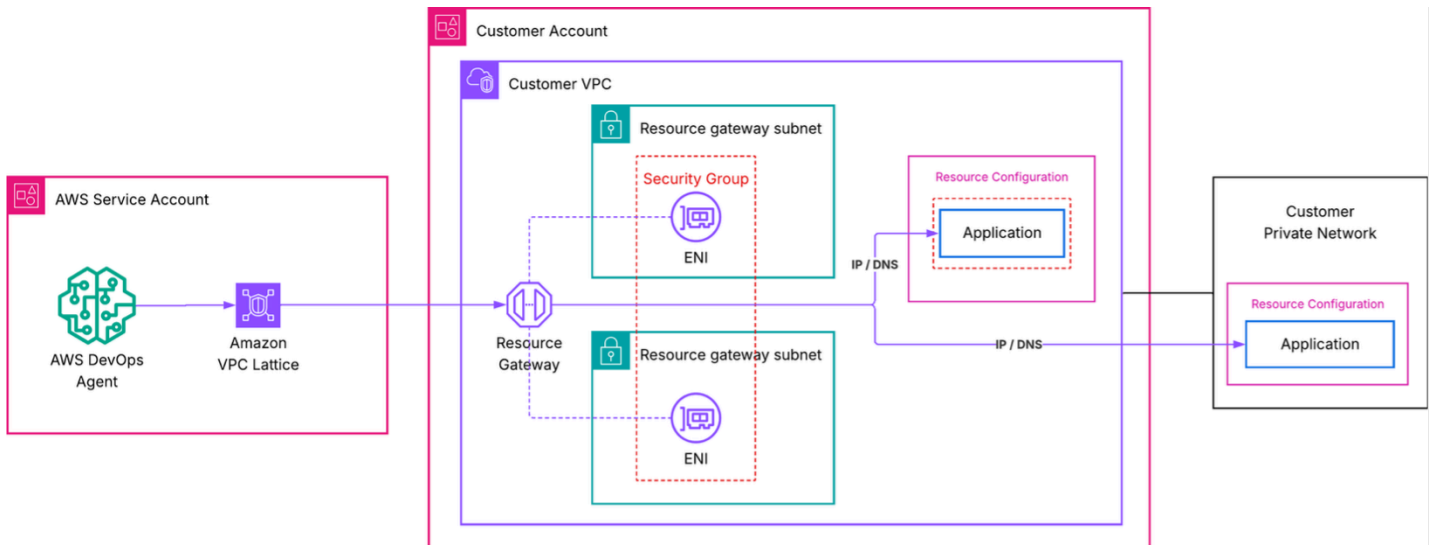 Customer Account
Customer VPC
Resource gateway subnet
Security Group
ENI
AWS Service Account
AWS DevOps
Agent
Amazon
VPC Lattice
Resource
Gateway
Resource gateway subnet
ENI
Resource Configuration
Application
IP / DNS
IP / DNS
Customer
Private Network
Resource Configuration
Application